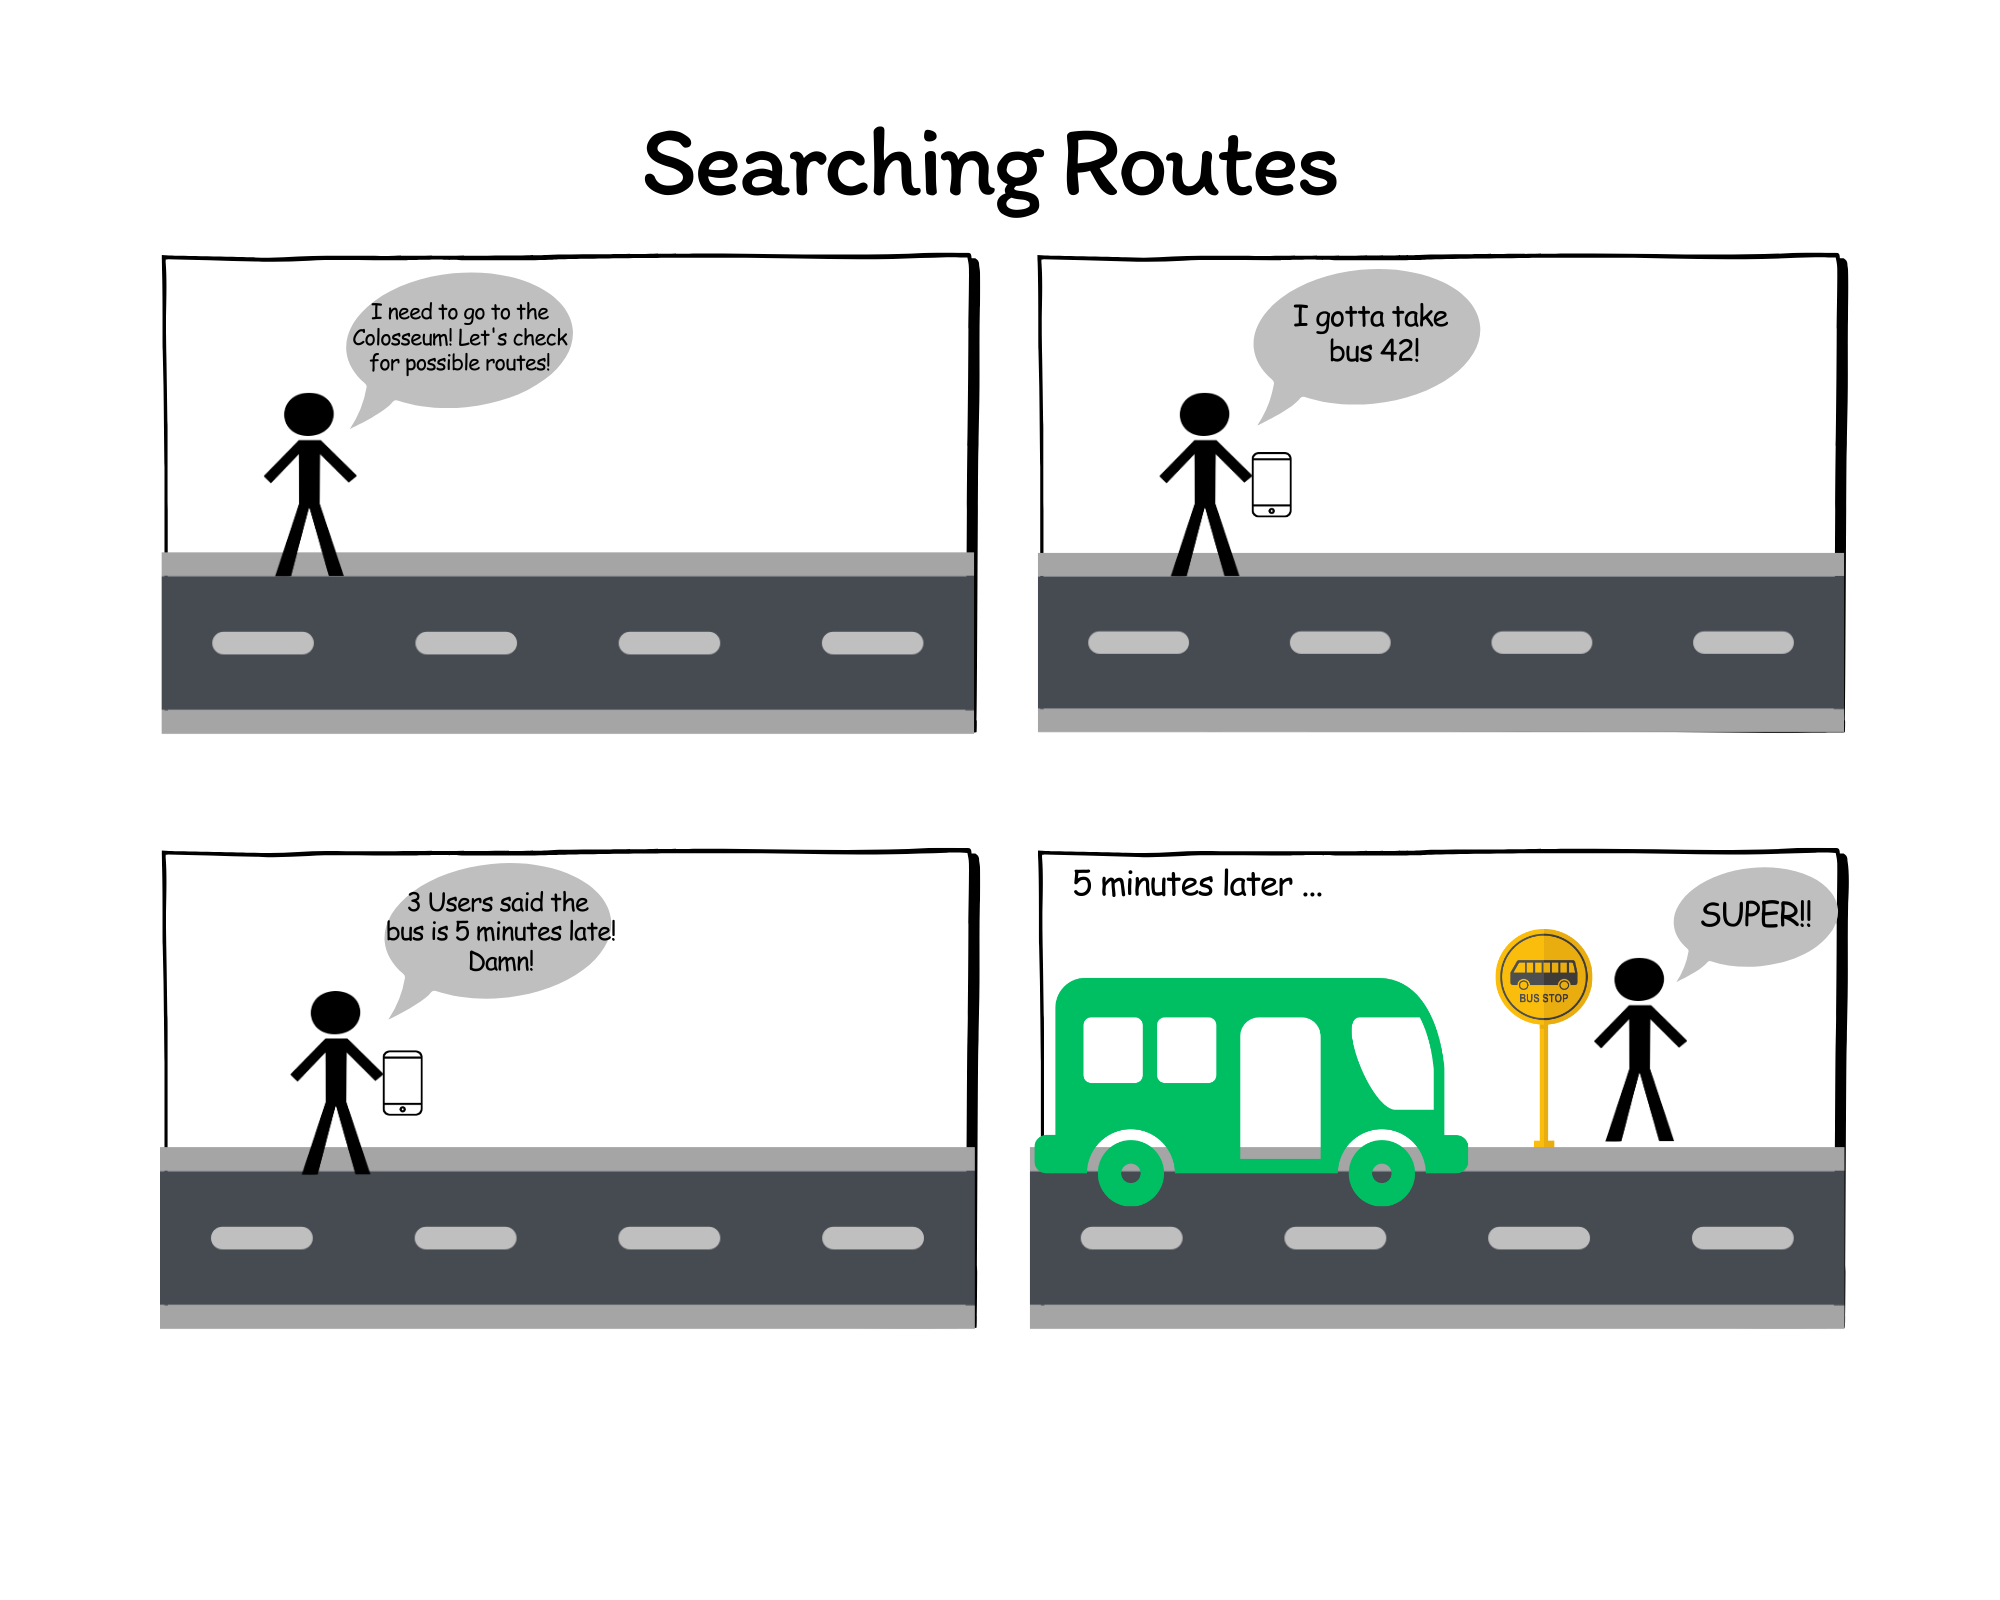 Searching Routes
I need to go to the
Colosseum! Let's check
for possible routes!
I gotta take
bus 42!
3 Users said the
bus is 5 minutes late!
Damn!
5 minutes later ...
SUPER!!
BUS STOP